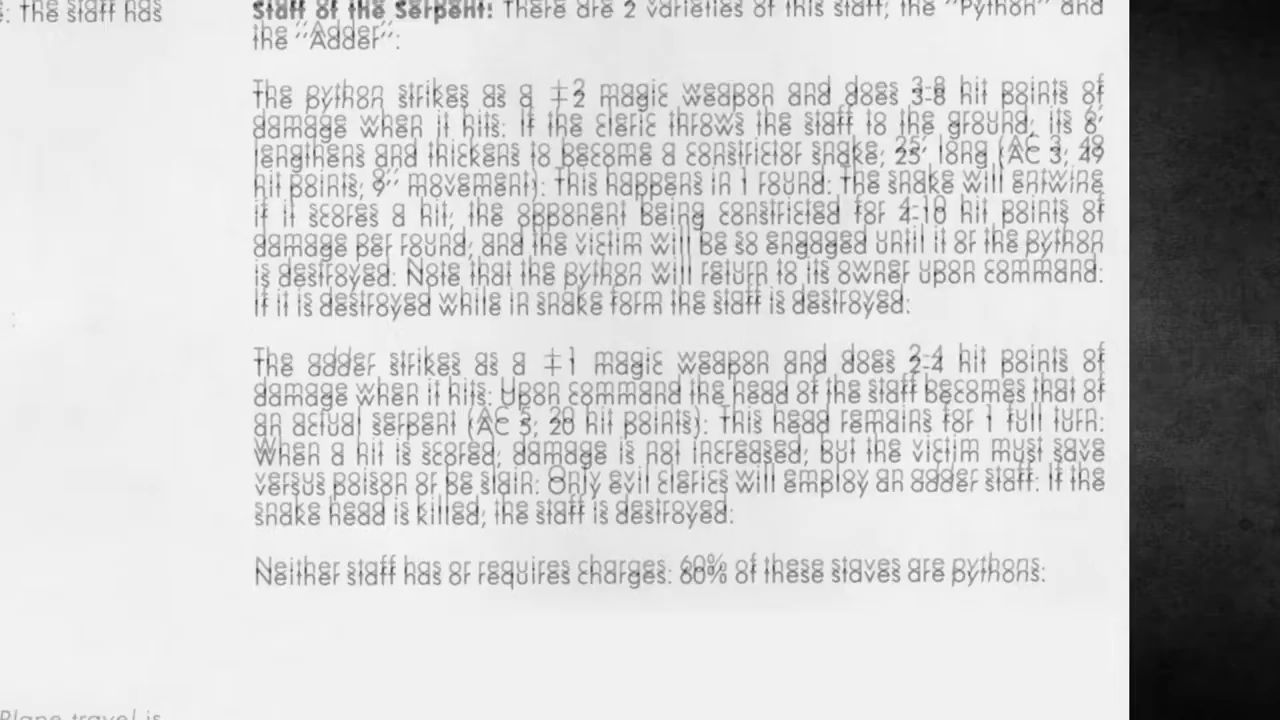 e. The staff has
Staff of the Serpent: There are 2 varieties of this staff, the "Python" and
the "Adder":
The python strikes as a +2 magic weapon and does 3-8 hit points of
damage when it hits. If the cleric throws the staff to the ground, its 6'
lengthens and thickens to become a constrictor snake, 25' long (AC 3, 49
hit points, 9" movement). This happens in 1 round. The snake will entwine
if it scores a hit, the opponent being constricted for 4-10 hit points of
damage per round, and the victim will be so engaged until it or the python
is destroyed. Note that the python will return to its owner upon command.
If it is destroyed while in snake form the staff is destroyed.
The adder strikes as a +1 magic weapon and does 2-4 hit points of
damage when it hits. Upon command the head of the staff becomes that of
an actual serpent (AC 5, 20 hit points). This head remains for 1 full turn.
When a hit is scored, damage is not increased, but the victim must save
versus poison or be slain. Only evil clerics will employ an adder staff. If the
snake head is killed, the staff is destroyed.
Neither staff has or requires charges. 60% of these staves are pythons.
Plane travel is